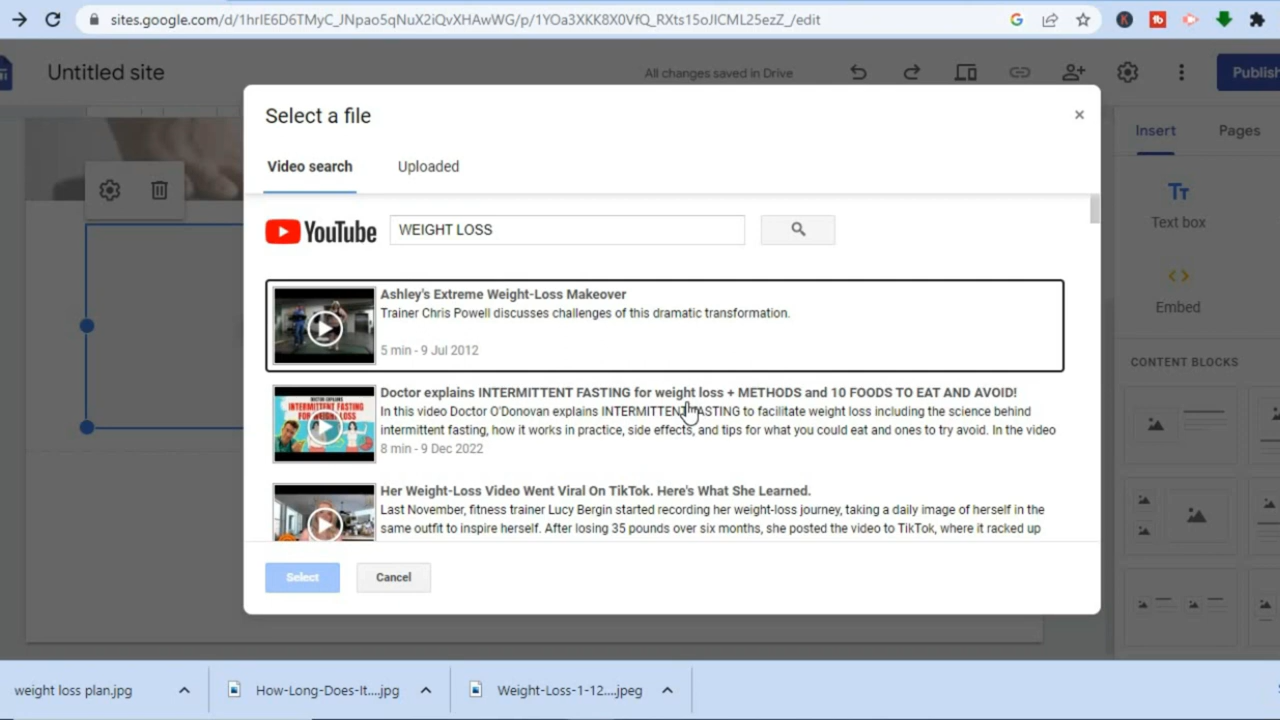 sites.google.com/d/1hrIE6D6TMyC_JNpao5qNuX2iQvXHAwWG/p/1YOa3XKK8X0VfQ_RXts15oJlCML25ezZ_/edit
Untitled site
All changes saved in Drive
Publish
Select a file
Insert
Pages
Video search
Uploaded
YouTube
WEIGHT LOSS
Text box
Ashley's Extreme Weight-Loss Makeover
Trainer Chris Powell discusses challenges of this dramatic transformation.
5 min - 9 Jul 2012
Embed
CONTENT BLOCKS
Doctor explains INTERMITTENT FASTING for weight loss + METHODS and 10 FOODS TO EAT AND AVOID!
In this video Doctor O'Donovan explains INTERMITTENT FASTING to facilitate weight loss including the science behind
intermittent fasting, how it works in practice, side effects, and tips for what you could eat and ones to try avoid. In the video
8 min - 9 Dec 2022
DOCTOR EXPLAINS
INTERMITTENT FASTING
FOR WEIGHT LOSS
Her Weight-Loss Video Went Viral On TikTok. Here's What She Learned.
Last November, fitness trainer Lucy Bergin started recording her weight-loss journey, taking a daily image of herself in the
same outfit to inspire herself. After losing 35 pounds over six months, she posted the video to TikTok, where it racked up
Select
Cancel
weight loss plan.jpg
How-Long-Does-It....jpg
Weight-Loss-1-12....jpeg